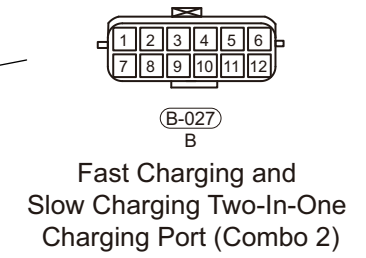 1 2 3 4 5 6
7 8 9 10 11 12
B-027
B
Fast Charging and
Slow Charging Two-In-One
Charging Port (Combo 2)